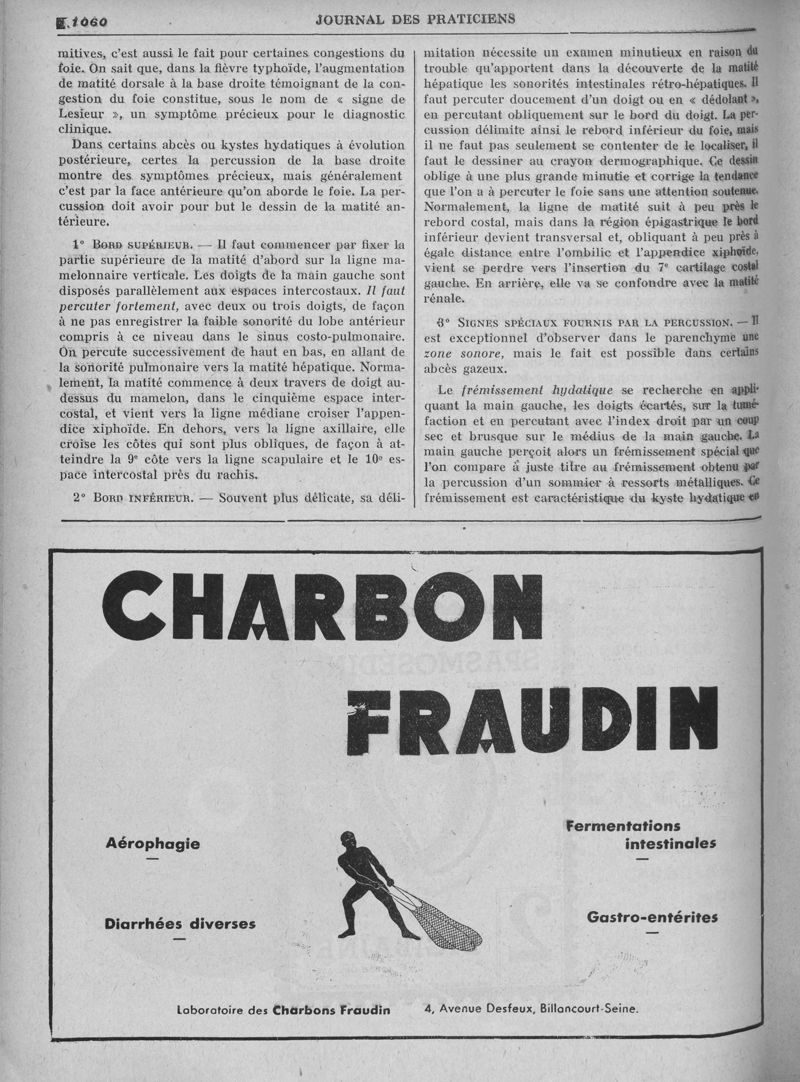 1060
JOURNAL DES PRATICIENS
mitives, c'est aussi le fait pour certaines congestions du
foie. On sait que, dans la fièvre typhoïde, l'augmentation
de matité dorsale à la base droite témoignant de la con-
gestion du foie constitue, sous le nom de « signe de
Lesieur », un symptôme précieux pour le diagnostic
clinique.
Dans certains abcès ou kystes hydatiques à évolution
postérieure, certes la percussion de la base droite
montre des symptômes précieux, mais généralement
c'est par la face antérieure qu'on aborde le foie. La per-
cussion doit avoir pour but le dessin de la matité an-
térieure.
1° BORD SUPÉRIEUR. — Il faut commencer par fixer la
partie supérieure de la matité d'abord sur la ligne ma-
melonnaire verticale. Les doigts de la main gauche sont
disposés parallèlement aux espaces intercostaux. Il faut
percuter fortement, avec deux ou trois doigts, de façon
à ne pas enregistrer la faible sonorité du lobe antérieur
compris à ce niveau dans le sinus costo-pulmonaire.
On percute successivement de haut en bas, en allant de
la sonorité pulmonaire vers la matité hépatique. Norma-
lement, la matité commence à deux travers de doigt au-
dessus du mamelon, dans le cinquième espace inter-
costal, et vient vers la ligne médiane croiser l'appen-
dice xiphoïde. En dehors, vers la ligne axillaire, elle
croise les côtes qui sont plus obliques, de façon à at-
teindre la 9e côte vers la ligne scapulaire et le 10e es-
pace intercostal près du rachis.
2° BORD INFÉRIEUR. — Souvent plus délicate, sa déli-
mitation nécessite un examen minutieux en raison du
trouble qu'apportent dans la découverte de la matité
hépatique les sonorités intestinales rétro-hépatiques. Il
faut percuter doucement d'un doigt ou en « dédolant »,
en percutant obliquement sur le bord du doigt. La per-
cussion délimite ainsi le rebord inférieur du foie, mais
il ne faut pas seulement se contenter de le localiser, il
faut le dessiner au crayon dermographique. Ce dessin
oblige à une plus grande minutie et corrige la tendance
que l'on a à percuter le foie sans une attention soutenue.
Normalement, la ligne de matité suit à peu près le
rebord costal, mais dans la région épigastrique le bord
inférieur devient transversal et, obliquant à peu près à
égale distance entre l'ombilic et l'appendice xiphoïde,
vient se perdre vers l'insertion du 7e cartilage costal
gauche. En arrière, elle va se confondre avec la matité
rénale.
3° SIGNES SPÉCIAUX FOURNIS PAR LA PERCUSSION. — Il
est exceptionnel d'observer dans le parenchyme une
zone sonore, mais le fait est possible dans certains
abcès gazeux.
Le frémissement hydatique se recherche en appli-
quant la main gauche, les doigts écartés, sur la tumé-
faction et en percutant avec l'index droit par un coup
sec et brusque sur le médius de la main gauche. La
main gauche perçoit alors un frémissement spécial que
l'on compare à juste titre au frémissement obtenu par
la percussion d'un sommier à ressorts métalliques. Ce
frémissement est caractéristique du kyste hydatique en
CHARBON
FRAUDIN
Aérophagie
Fermentations
intestinales
Diarrhées diverses
Gastro-entérites
Laboratoire des Charbons Fraudin 4, Avenue Desfeux, Billancourt-Seine.